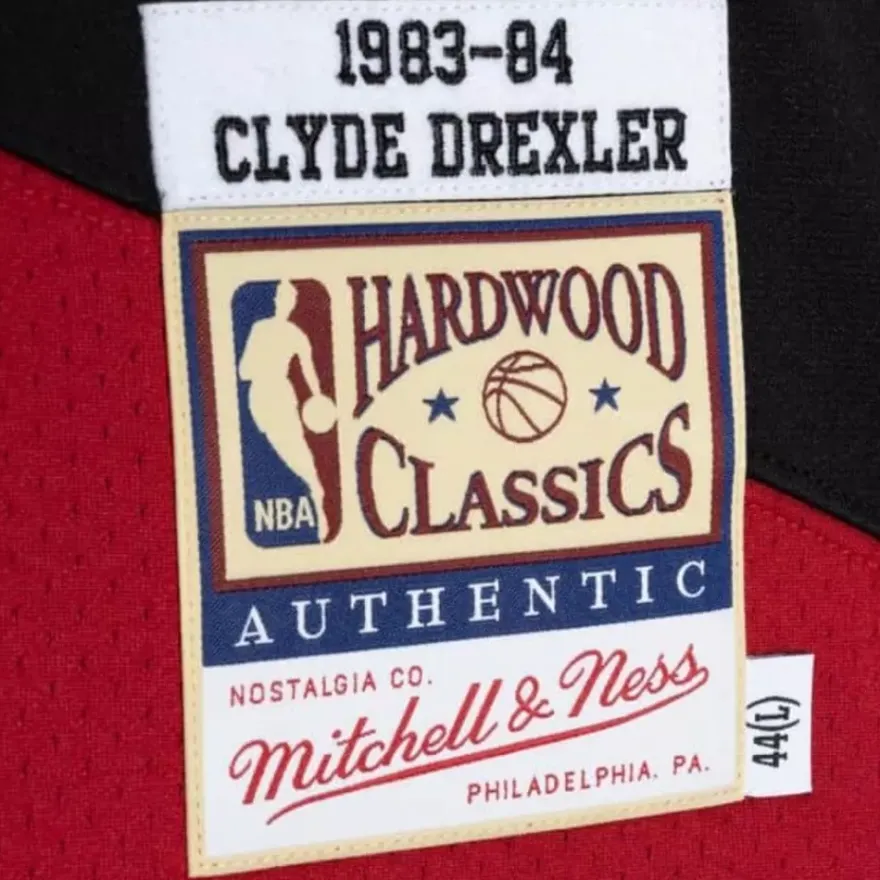 1983-84
CLYDE DREXLER
HARDWOOD
CLASSICS
NBA
AUTHENTIC
NOSTALGIA CO.
Mitchell & Ness
PHILADELPHIA. PA.
44(L)